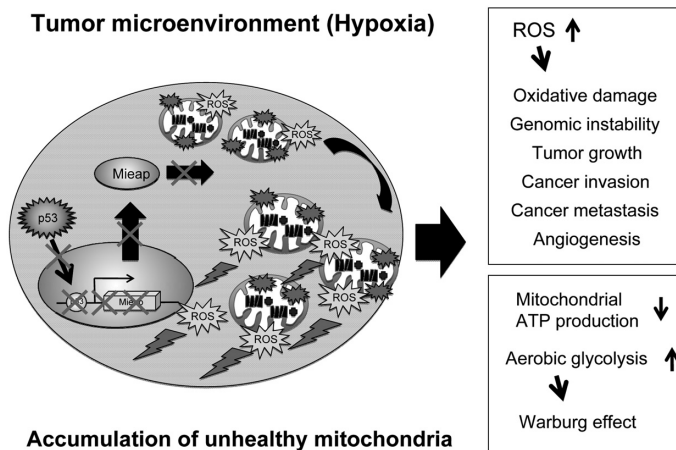 Tumor microenvironment (Hypoxia)
ROS
ROS
Mieap
p53
Mieap
ROS
ROS
ROS
ROS
ROS
Accumulation of unhealthy mitochondria
ROS
Oxidative damage
Genomic instability
Tumor growth
Cancer invasion
Cancer metastasis
Angiogenesis
Mitochondrial
ATP production
Aerobic glycolysis
Warburg effect